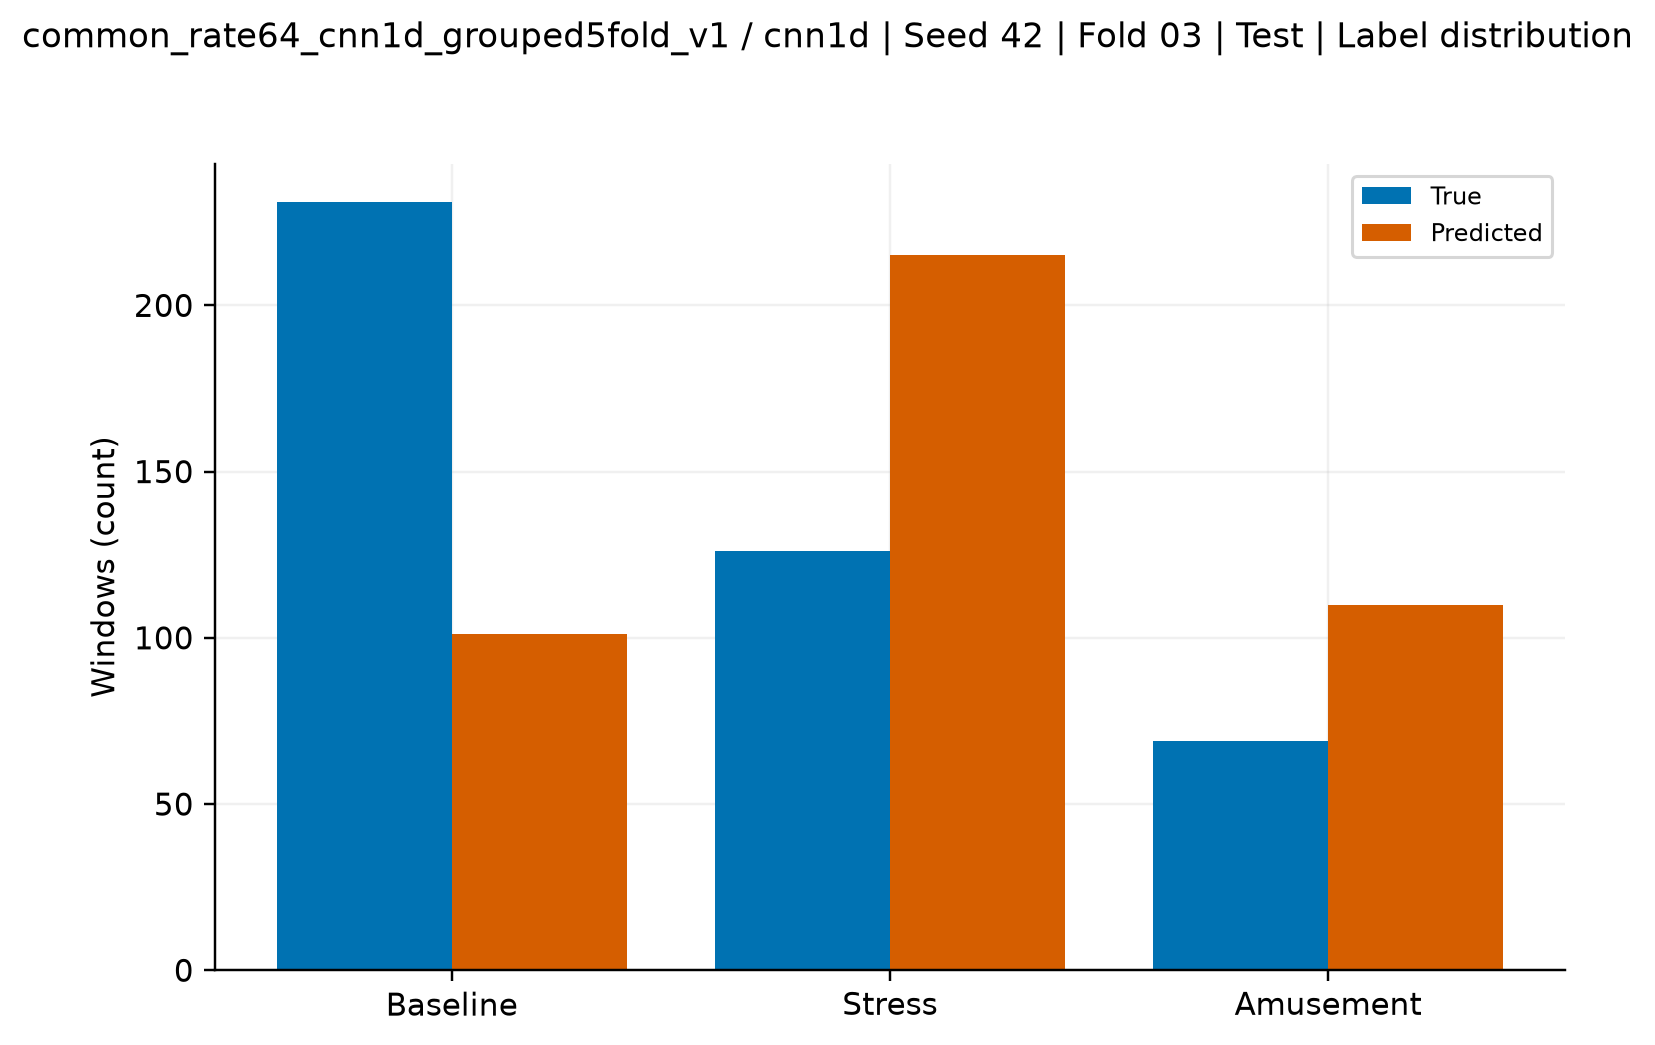 common_rate64_cnn1d_grouped5fold_v1 / cnn1d | Seed 42 | Fold 03 | Test | Label distribution
True
Predicted
Windows (count)
200
150
100
50
0
Baseline
Stress
Amusement